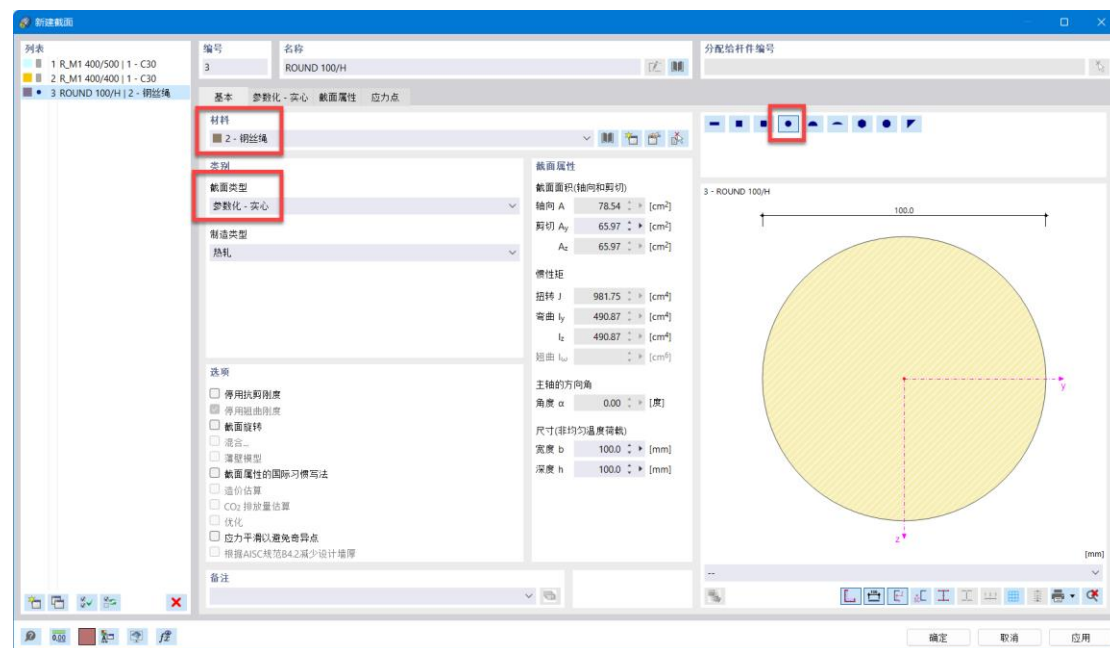 新建截面
列表
1 R_M1 400/500 | 1 - C30
2 R_M1 400/400 | 1 - C30
3 ROUND 100/H | 2 - 钢丝绳
编号
3
名称
ROUND 100/H
分配给杆件编号
基本 参数化 - 实心 截面属性 应力点
材料
2 - 钢丝绳
类别
截面类型
参数化 - 实心
制造类型
热轧
选项
停用抗剪刚度
停用翘曲刚度
截面旋转
混合_
薄壁模型
截面属性的国际习惯写法
造价估算
CO2 排放量估算
优化
应力平滑以避免奇异点
根据AISC规范B4.2减少设计墙厚
备注
截面属性
截面面积(轴向和剪切)
轴向 A 78.54 [cm²]
剪切 Ay 65.97 [cm²]
Az 65.97 [cm²]
惯性矩
扭转 J 981.75 [cm⁴]
弯曲 Iy 490.87 [cm⁴]
Iz 490.87 [cm⁴]
翘曲 Iω [cm⁶]
主轴的方向角
角度 α 0.00 [度]
尺寸(非均匀温度荷载)
宽度 b 100.0 [mm]
深度 h 100.0 [mm]
3 - ROUND 100/H
100.0
y
z
[mm]
--
确定 取消 应用